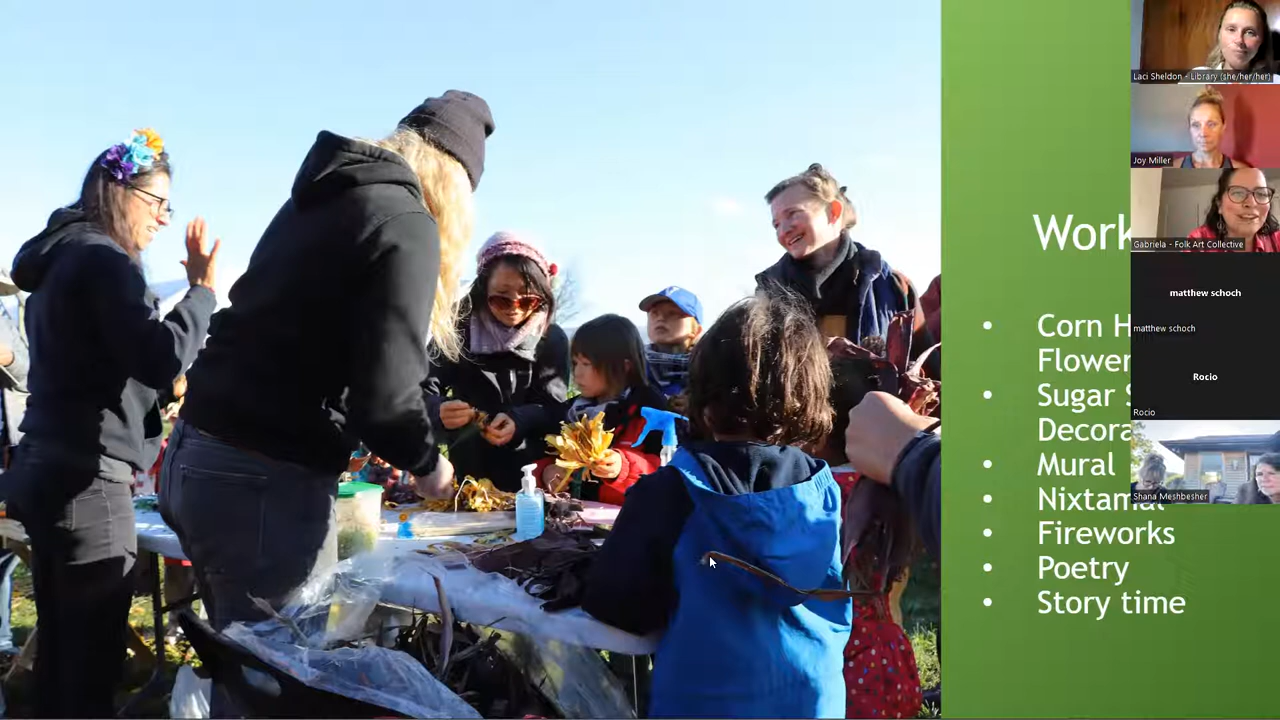 Work
Corn H
Flower
Sugar S
Decora
Mural
Nixtamal
Fireworks
Poetry
Story time
Laci Sheldon - Library (she/her/her)
Joy Miller
Gabriela - Folk Art Collective
matthew schoch
matthew schoch
Rocio
Rocio
Shana Meshbesher